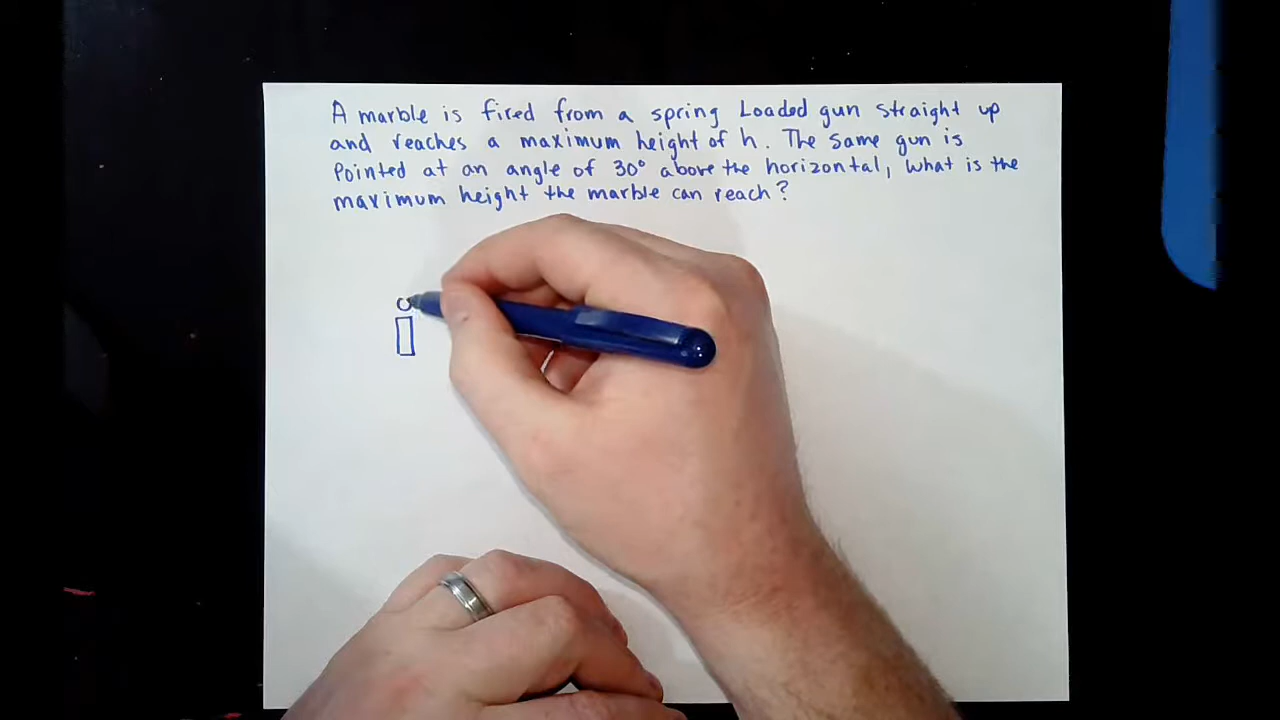 A marble is fired from a spring Loaded gun straight up
and reaches a maximum height of h. The same gun is
Pointed at an angle of 30° above the horizontal, what is the
maximum height the marble can reach?